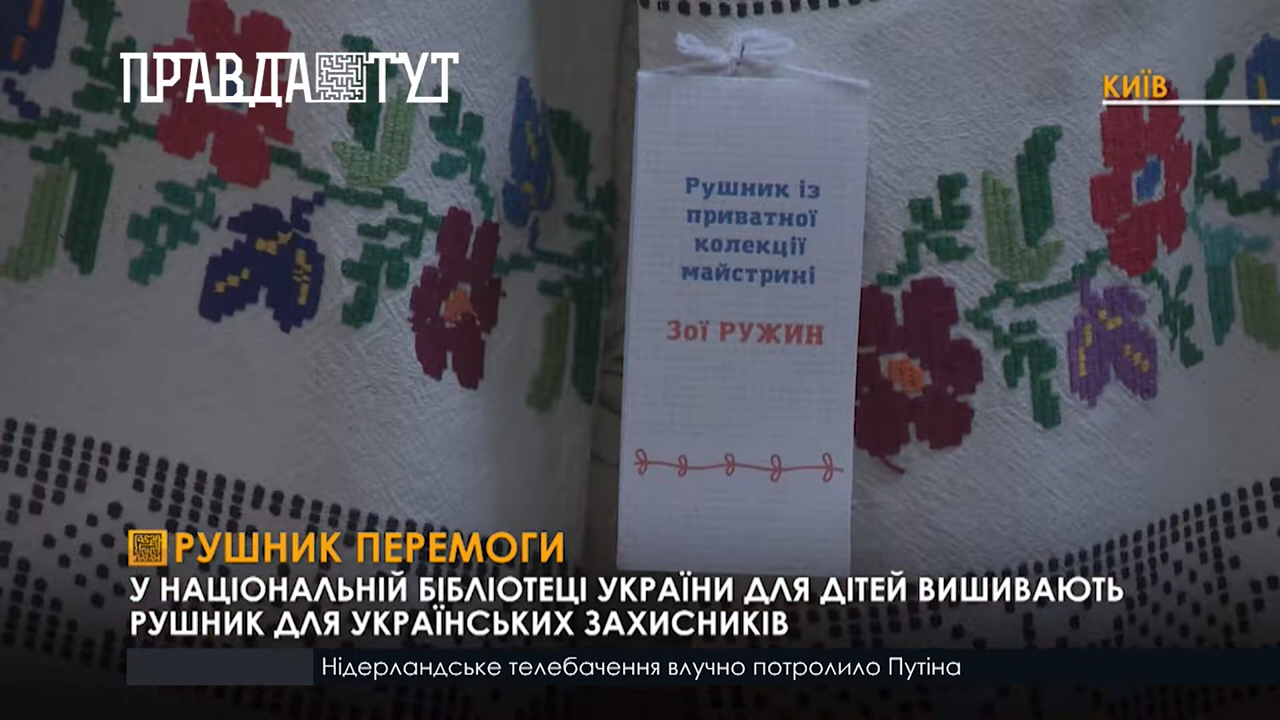 ПРАВДА ТУТ
КИЇВ
Рушник із
приватної
колекції
майстрині
Зої РУЖИН
РУШНИК ПЕРЕМОГИ
У НАЦІОНАЛЬНІЙ БІБЛІОТЕЦІ УКРАЇНИ ДЛЯ ДІТЕЙ ВИШИВАЮТЬ
РУШНИК ДЛЯ УКРАЇНСЬКИХ ЗАХИСНИКІВ
Нідерландське телебачення влучно потролило Путіна